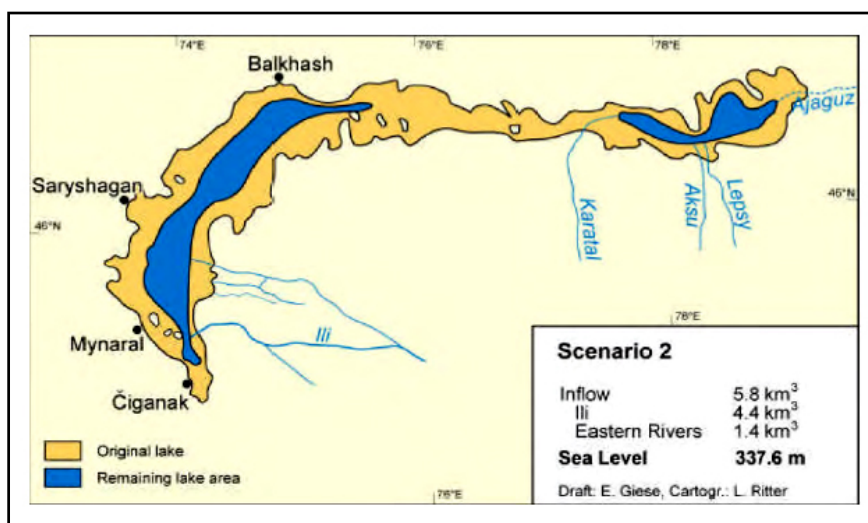 74°E
76°E
78°E
Balkhash
Ajaguz
Saryshagan
46°N
46°N
Karatal
Aksu
Lepsy
Mynaral
Ili
78°E
Čiganak
Scenario 2
Inflow 5.8 km³
Ili 4.4 km³
Eastern Rivers 1.4 km³
Sea Level 337.6 m
Draft: E. Giese, Cartogr.: L. Ritter
Original lake
Remaining lake area
76°E